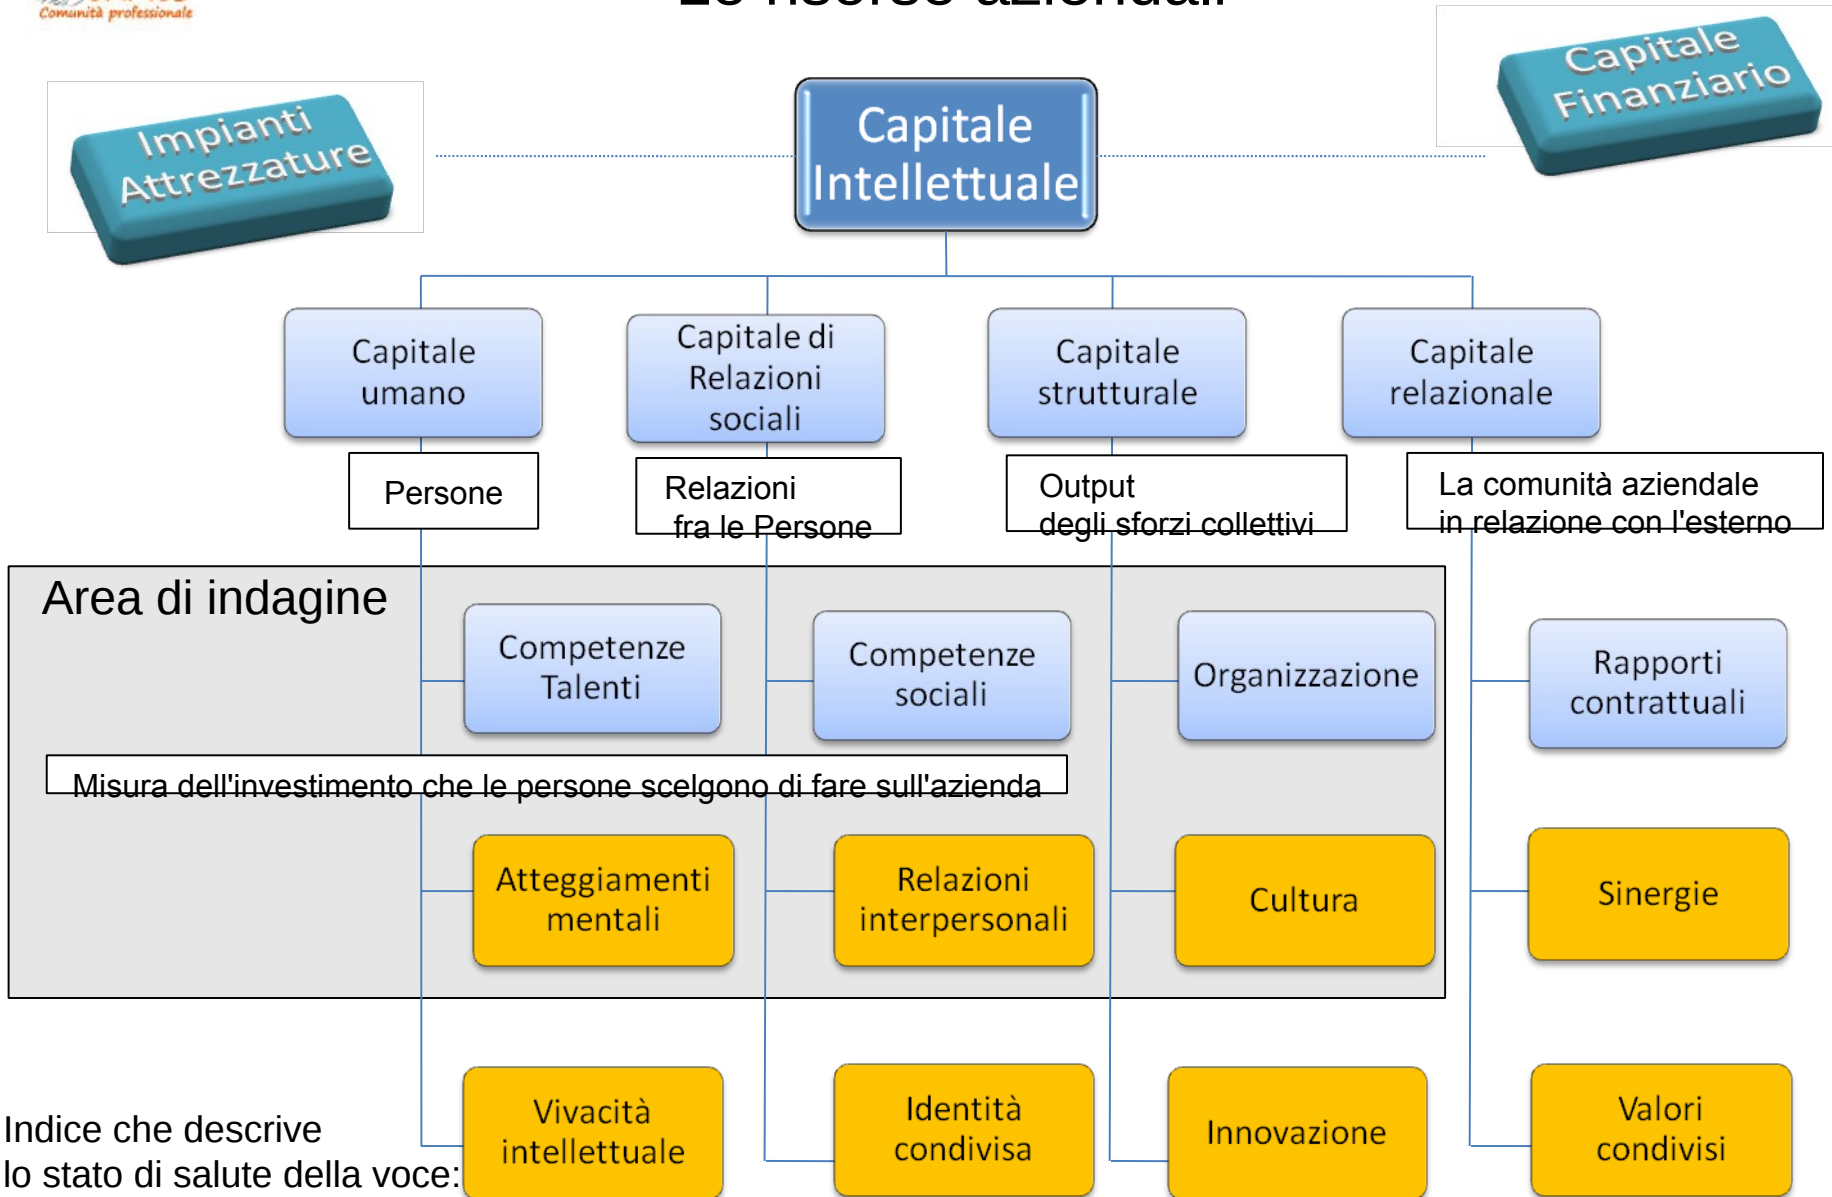 Comunità professionale
Le risorse aziendali
Impianti
Attrezzature
Capitale
Intellettuale
Capitale
Finanziario
Capitale
umano
Capitale di
Relazioni
sociali
Capitale
strutturale
Capitale
relazionale
Persone
Relazioni
fra le Persone
Output
degli sforzi collettivi
La comunità aziendale
in relazione con l'esterno
Area di indagine
Competenze
Talenti
Competenze
sociali
Organizzazione
Rapporti
contrattuali
Misura dell'investimento che le persone scelgono di fare sull'azienda
Atteggiamenti
mentali
Relazioni
interpersonali
Cultura
Sinergie
Indice che descrive
lo stato di salute della voce:
Vivacità
intellettuale
Identità
condivisa
Innovazione
Valori
condivisi